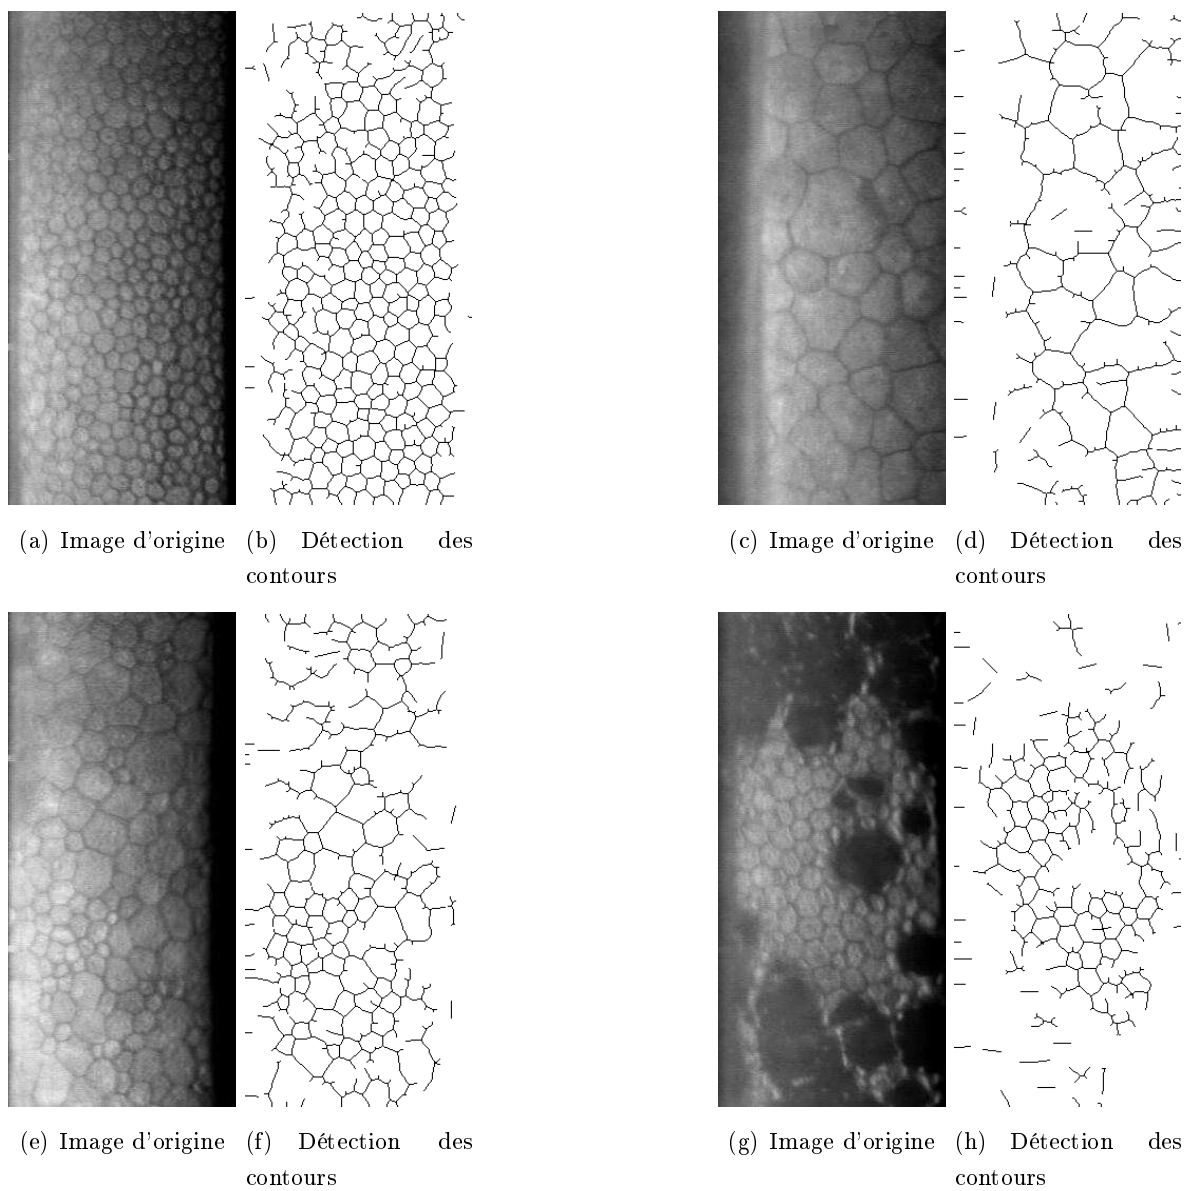 (a) Image d'origine
(b) Détection des
contours
(c) Image d'origine
(d) Détection des
contours
(e) Image d'origine
(f) Détection des
contours
(g) Image d'origine
(h) Détection des
contours